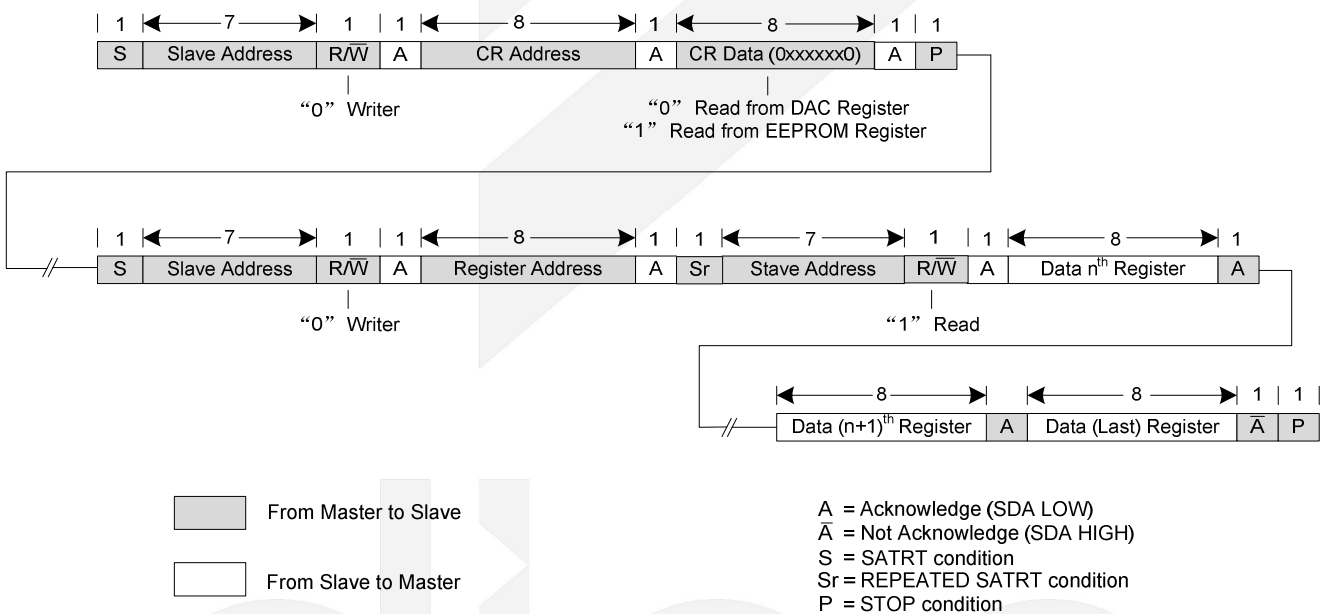 1 7 1 1 8 1 8 1 1
S Slave Address R/W̅ A CR Address A CR Data (0xxxxxx0) A P
“0” Writer
“0” Read from DAC Register
“1” Read from EEPROM Register
1 7 1 1 8 1 1 7 1 1 8 1
S Slave Address R/W̅ A Register Address A Sr Stave Address R/W̅ A Data nth Register A
“0” Writer “1” Read
8 8 1 1
Data (n+1)th Register A Data (Last) Register A̅ P
From Master to Slave
From Slave to Master
A = Acknowledge (SDA LOW)
A̅ = Not Acknowledge (SDA HIGH)
S = SATRT condition
Sr = REPEATED SATRT condition
P = STOP condition